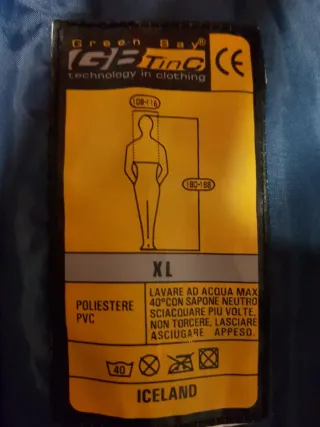 Green Bay®
GB TinC
technology in clothing
CE
108-116
180-188
XL
POLIESTERE
PVC
LAVARE AD ACQUA MAX
40°CON SAPONE NEUTRO
SCIACQUARE PIU VOLTE,
NON TORCERE, LASCIARE
ASCIUGARE APPESO.
40
ICELAND